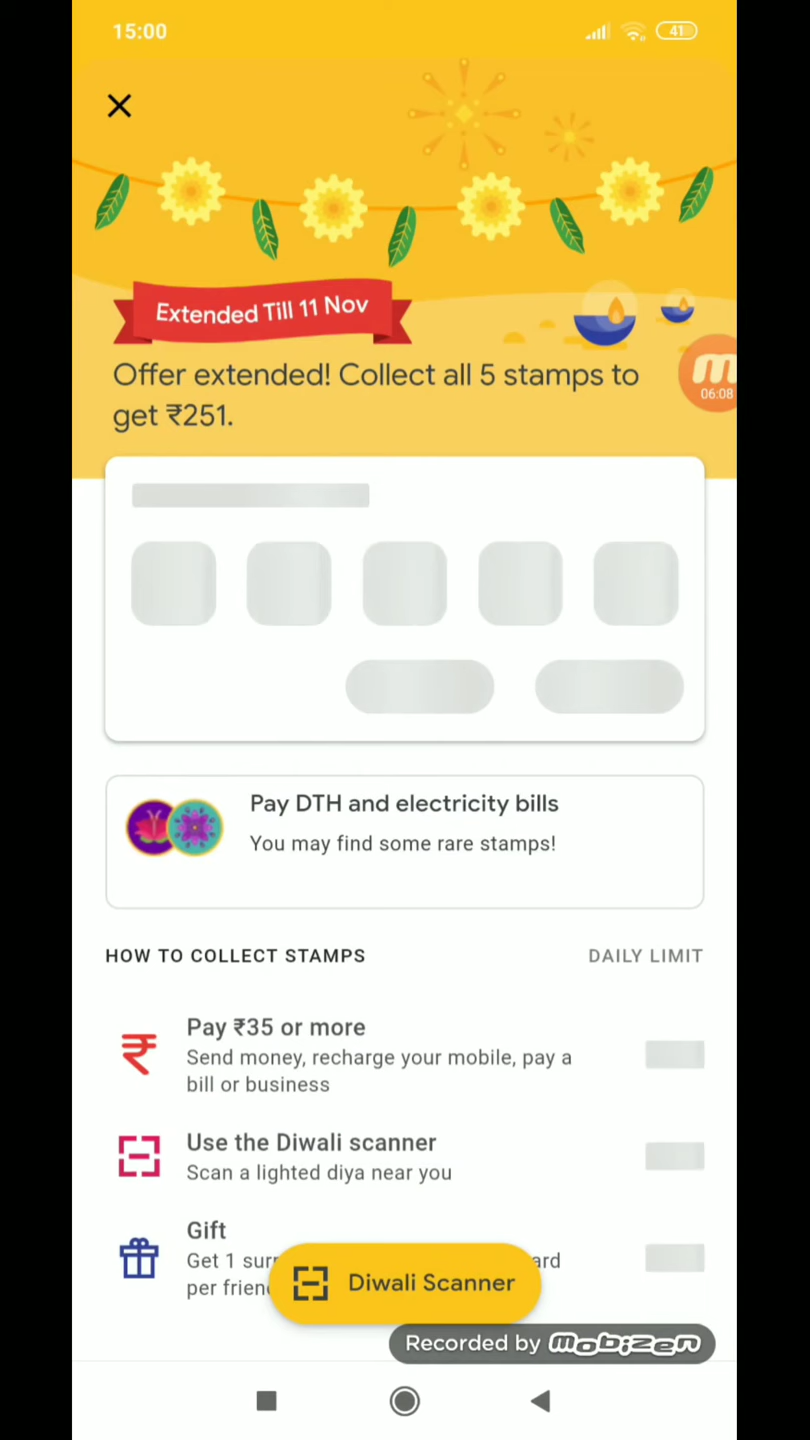 15:00
41
Extended Till 11 Nov
Offer extended! Collect all 5 stamps to
get ₹251.
06:08
Pay DTH and electricity bills
You may find some rare stamps!
HOW TO COLLECT STAMPS
DAILY LIMIT
Pay ₹35 or more
Send money, recharge your mobile, pay a
bill or business
Use the Diwali scanner
Scan a lighted diya near you
Gift
Get 1
per
Diwali Scanner
Recorded by mobizen